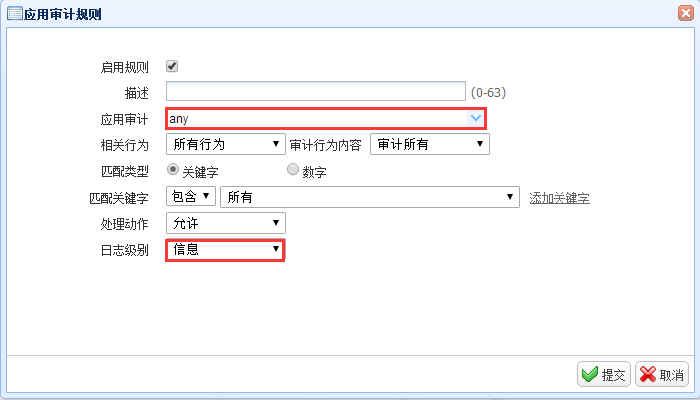 应用审计规则
启用规则
描述 (0-63)
应用审计 any
相关行为 所有行为 审计行为内容 审计所有
匹配类型 关键字 数字
匹配关键字 包含 所有 添加关键字
处理动作 允许
日志级别 信息
提交 取消